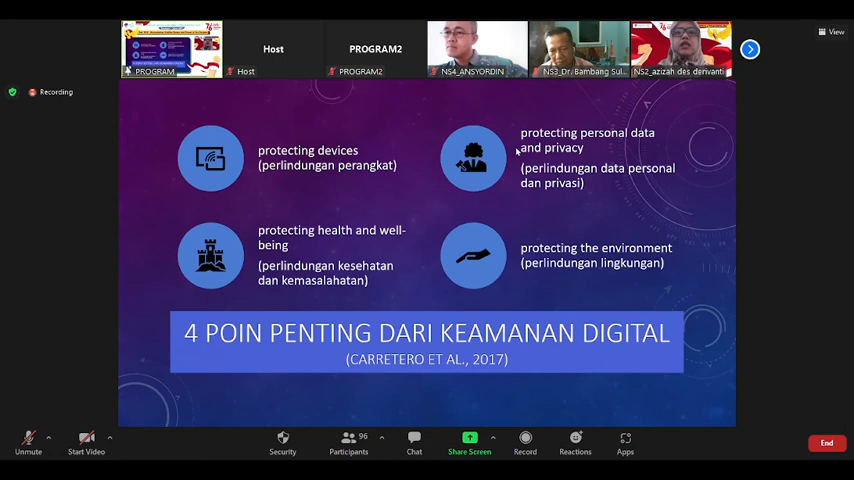 View
PROGRAM
Host
Host
PROGRAM2
PROGRAM2
NS4_ANSYORDIN
NS3_Dr. Bambang Sul...
NS2_azizah des derivanti
Recording
protecting devices
(perlindungan perangkat)
protecting personal data
and privacy
(perlindungan data personal
dan privasi)
protecting health and well-
being
(perlindungan kesehatan
dan kemasalahatan)
protecting the environment
(perlindungan lingkungan)
4 POIN PENTING DARI KEAMANAN DIGITAL
(CARRETERO ET AL., 2017)
Unmute
Start Video
Security
96
Participants
Chat
Share Screen
Record
Reactions
Apps
End